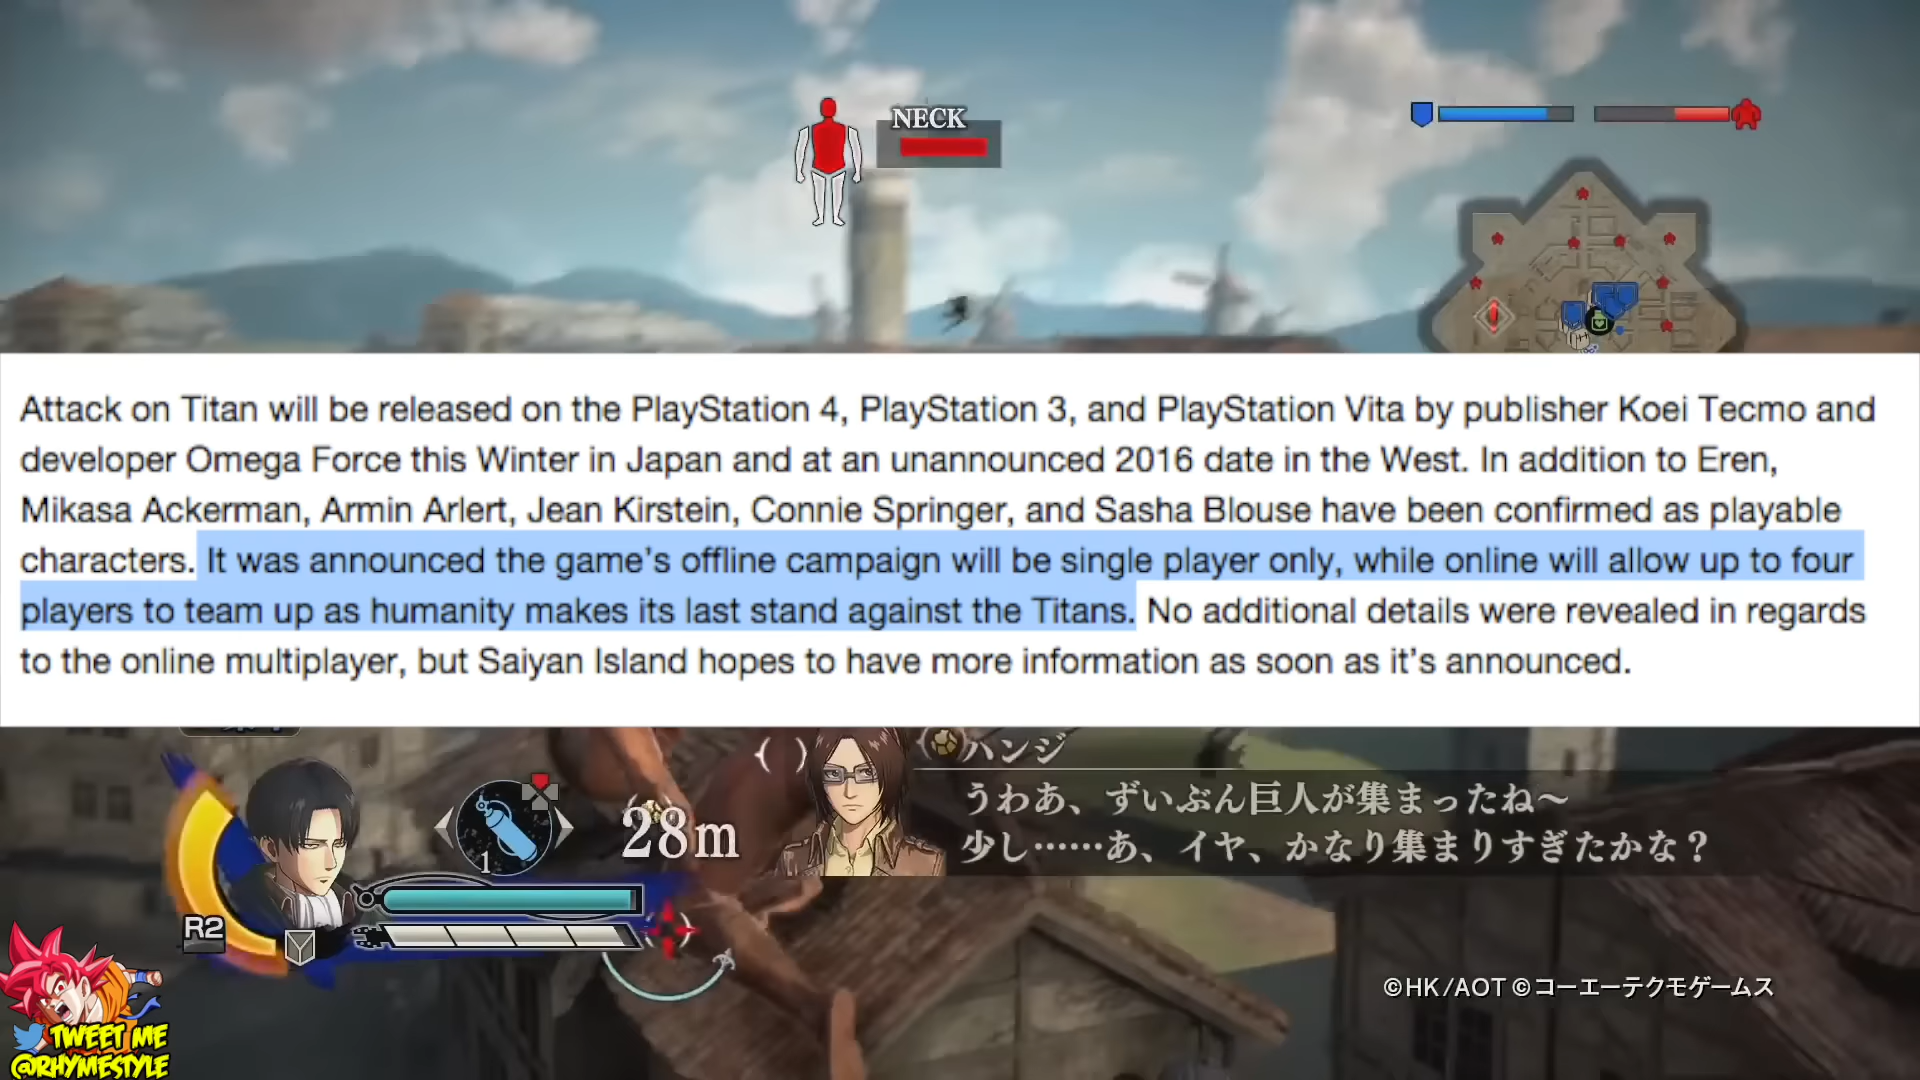 NECK
Attack on Titan will be released on the PlayStation 4, PlayStation 3, and PlayStation Vita by publisher Koei Tecmo and
developer Omega Force this Winter in Japan and at an unannounced 2016 date in the West. In addition to Eren,
Mikasa Ackerman, Armin Arlert, Jean Kirstein, Connie Springer, and Sasha Blouse have been confirmed as playable
characters. It was announced the game's offline campaign will be single player only, while online will allow up to four
players to team up as humanity makes its last stand against the Titans. No additional details were revealed in regards
to the online multiplayer, but Saiyan Island hopes to have more information as soon as it's announced.
ハンジ
うわあ、ずいぶん巨人が集まったね～
少し……あ、イヤ、かなり集まりすぎたかな？
28m
1
R2
©HK/AOT ©コーエーテクモゲームス
TWEET ME
@RHYMESTYLE